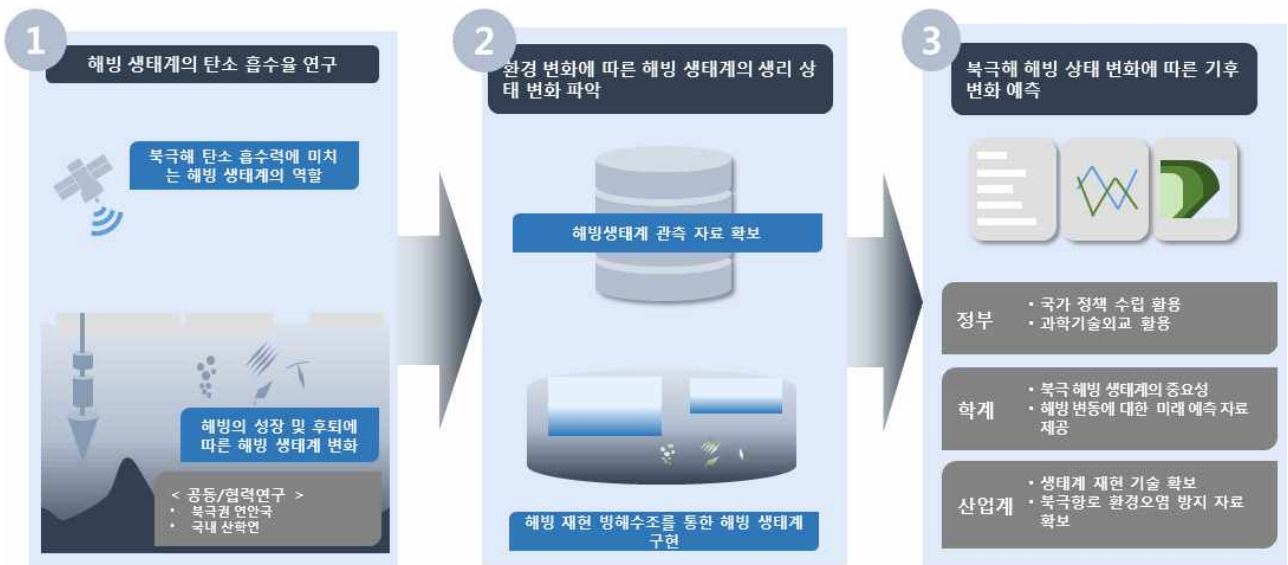 1
해빙 생태계의 탄소 흡수율 연구
북극해 탄소 흡수력에 미치
는 해빙 생태계의 역할
해빙의 성장 및 후퇴에
따른 해빙 생태계 변화
< 공동/협력연구 >
• 북극권 연안국
• 국내 산학연
2
환경 변화에 따른 해빙 생태계의 생리 상
태 변화 파악
해빙생태계 관측 자료 확보
해빙 재현 빙해수조를 통한 해빙 생태계
구현
3
북극해 해빙 상태 변화에 따른 기후
변화 예측
정부
• 국가 정책 수립 활용
• 과학기술외교 활용
학계
• 북극 해빙 생태계의 중요성
• 해빙 변동에 대한 미래 예측 자료
제공
산업계
• 생태계 재현 기술 확보
• 북극항로 환경오염 방지 자료
확보